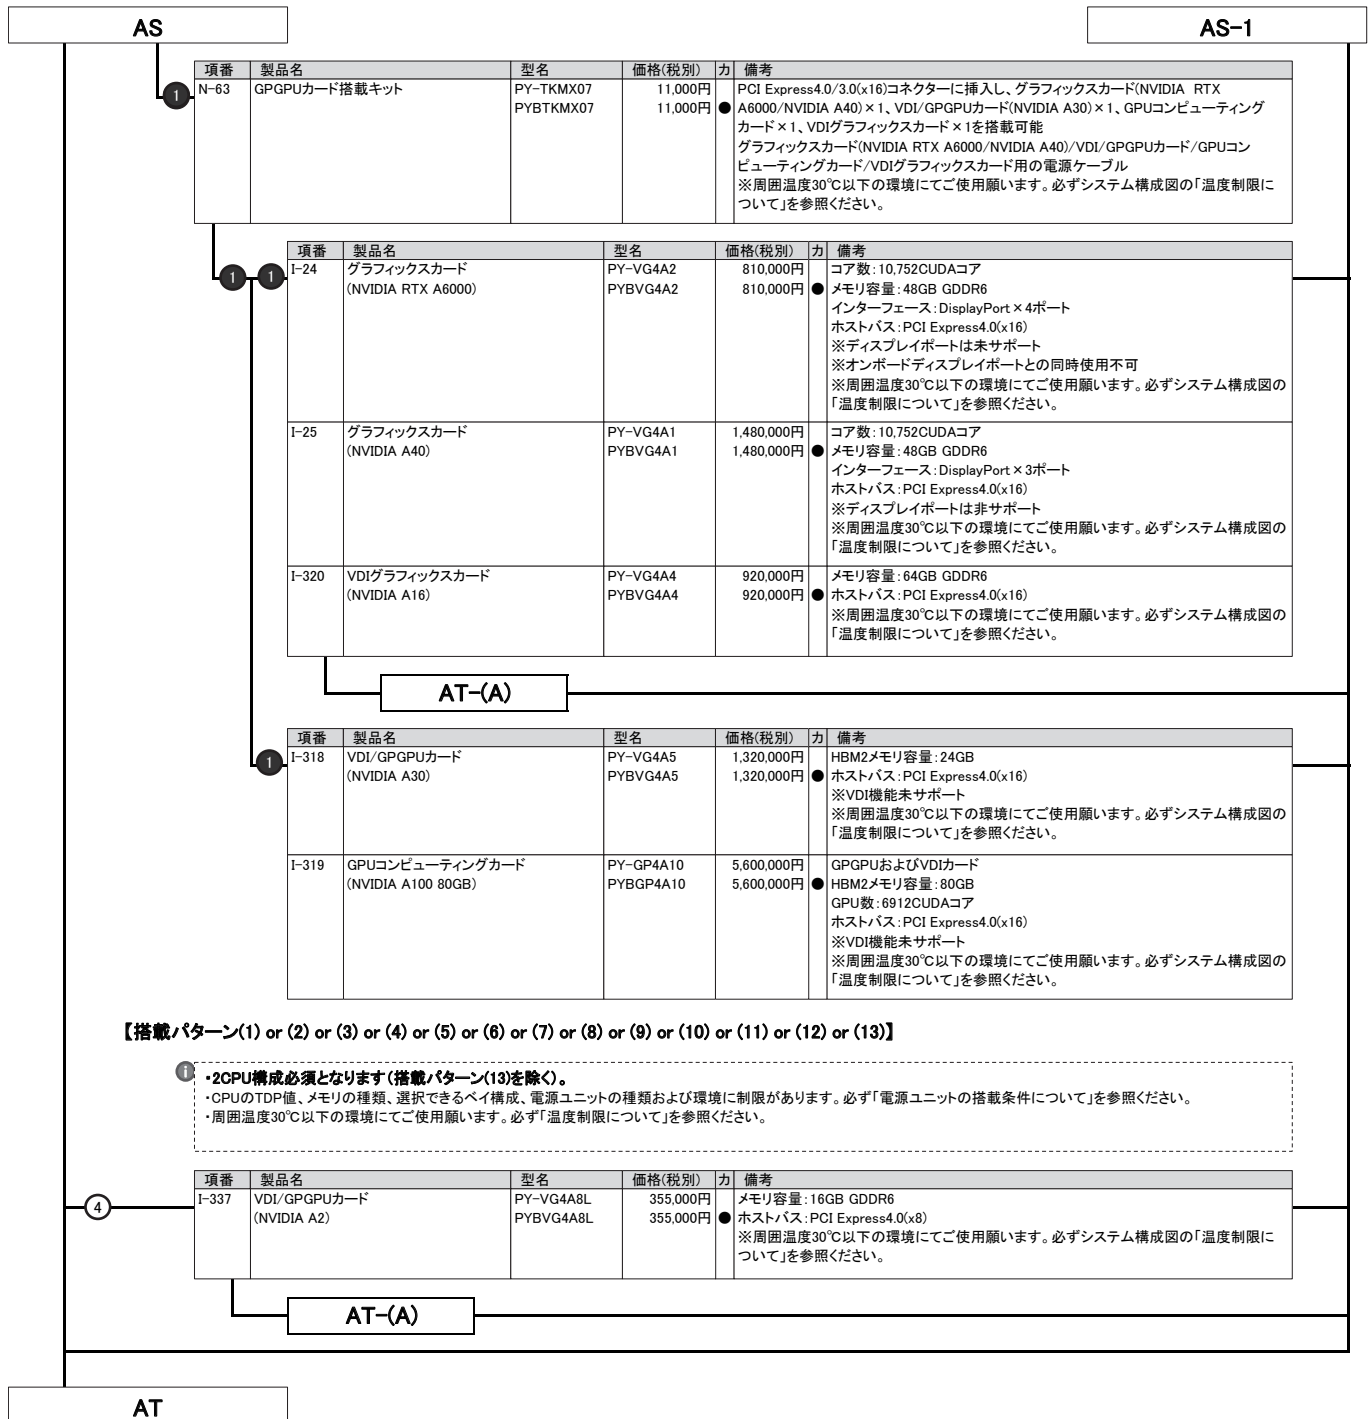 AS
AS-1
項番 製品名 型名 価格(税別) カ 備考
1 N-63 GPGPUカード搭載キット PY-TKMX07 11,000円 PCI Express4.0/3.0(x16)コネクターに挿入し、グラフィックスカード(NVIDIA RTX
PYBTKMX07 11,000円 ● A6000/NVIDIA A40)×1、VDI/GPGPUカード(NVIDIA A30)×1、GPUコンピューティング
カード×1、VDIグラフィックスカード×1を搭載可能
グラフィックスカード(NVIDIA RTX A6000/NVIDIA A40)/VDI/GPGPUカード/GPUコン
ピューティングカード/VDIグラフィックスカード用の電源ケーブル
※周囲温度30℃以下の環境にてご使用願います。必ずシステム構成図の「温度制限に
ついて」を参照ください。
項番 製品名 型名 価格(税別) カ 備考
1 1 I-24 グラフィックスカード PY-VG4A2 810,000円 コア数:10,752CUDAコア
(NVIDIA RTX A6000) PYBVG4A2 810,000円 ● メモリ容量:48GB GDDR6
インターフェース:DisplayPort×4ポート
ホストバス:PCI Express4.0(x16)
※ディスプレイポートは未サポート
※オンボードディスプレイポートとの同時使用不可
※周囲温度30℃以下の環境にてご使用願います。必ずシステム構成図の
「温度制限について」を参照ください。
I-25 グラフィックスカード PY-VG4A1 1,480,000円 コア数:10,752CUDAコア
(NVIDIA A40) PYBVG4A1 1,480,000円 ● メモリ容量:48GB GDDR6
インターフェース:DisplayPort×3ポート
ホストバス:PCI Express4.0(x16)
※ディスプレイポートは非サポート
※周囲温度30℃以下の環境にてご使用願います。必ずシステム構成図の
「温度制限について」を参照ください。
I-320 VDIグラフィックスカード PY-VG4A4 920,000円 メモリ容量:64GB GDDR6
(NVIDIA A16) PYBVG4A4 920,000円 ● ホストバス:PCI Express4.0(x16)
※周囲温度30℃以下の環境にてご使用願います。必ずシステム構成図の
「温度制限について」を参照ください。
AT-(A)
項番 製品名 型名 価格(税別) カ 備考
1 I-318 VDI/GPGPUカード PY-VG4A5 1,320,000円 HBM2メモリ容量:24GB
(NVIDIA A30) PYBVG4A5 1,320,000円 ● ホストバス:PCI Express4.0(x16)
※VDI機能未サポート
※周囲温度30℃以下の環境にてご使用願います。必ずシステム構成図の
「温度制限について」を参照ください。
I-319 GPUコンピューティングカード PY-GP4A10 5,600,000円 GPGPUおよびVDIカード
(NVIDIA A100 80GB) PYBGP4A10 5,600,000円 ● HBM2メモリ容量:80GB
GPU数:6912CUDAコア
ホストバス:PCI Express4.0(x16)
※VDI機能未サポート
※周囲温度30℃以下の環境にてご使用願います。必ずシステム構成図の
「温度制限について」を参照ください。
【搭載パターン(1) or (2) or (3) or (4) or (5) or (6) or (7) or (8) or (9) or (10) or (11) or (12) or (13)】
i ・2CPU構成必須となります(搭載パターン(13)を除く)。
・CPUのTDP値、メモリの種類、選択できるベイ構成、電源ユニットの種類および環境に制限があります。必ず「電源ユニットの搭載条件について」を参照ください。
・周囲温度30℃以下の環境にてご使用願います。必ず「温度制限について」を参照ください。
項番 製品名 型名 価格(税別) カ 備考
4 I-337 VDI/GPGPUカード PY-VG4A8L 355,000円 メモリ容量:16GB GDDR6
(NVIDIA A2) PYBVG4A8L 355,000円 ● ホストバス:PCI Express4.0(x8)
※周囲温度30℃以下の環境にてご使用願います。必ずシステム構成図の「温度制限に
ついて」を参照ください。
AT-(A)
AT